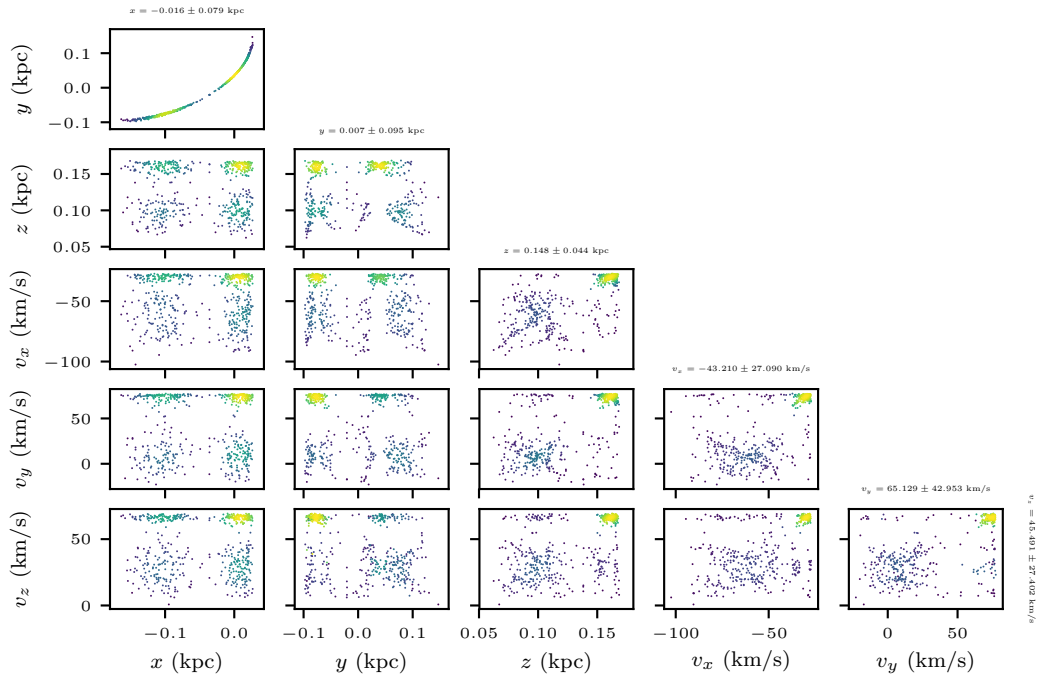 x = −0.016 ± 0.079 kpc
y (kpc)
0.1
0.0
−0.1
y = 0.007 ± 0.095 kpc
z (kpc)
0.15
0.10
0.05
z = 0.148 ± 0.044 kpc
v_x (km/s)
−50
−100
v_x = −43.210 ± 27.090 km/s
v_y (km/s)
50
0
v_y = 65.129 ± 42.953 km/s
v_z (km/s)
50
0
v_z = 45.491 ± 27.402 km/s
−0.1 0.0
−0.1 0.0 0.1
0.05 0.10 0.15
−100 −50
0 50
x (kpc)
y (kpc)
z (kpc)
v_x (km/s)
v_y (km/s)